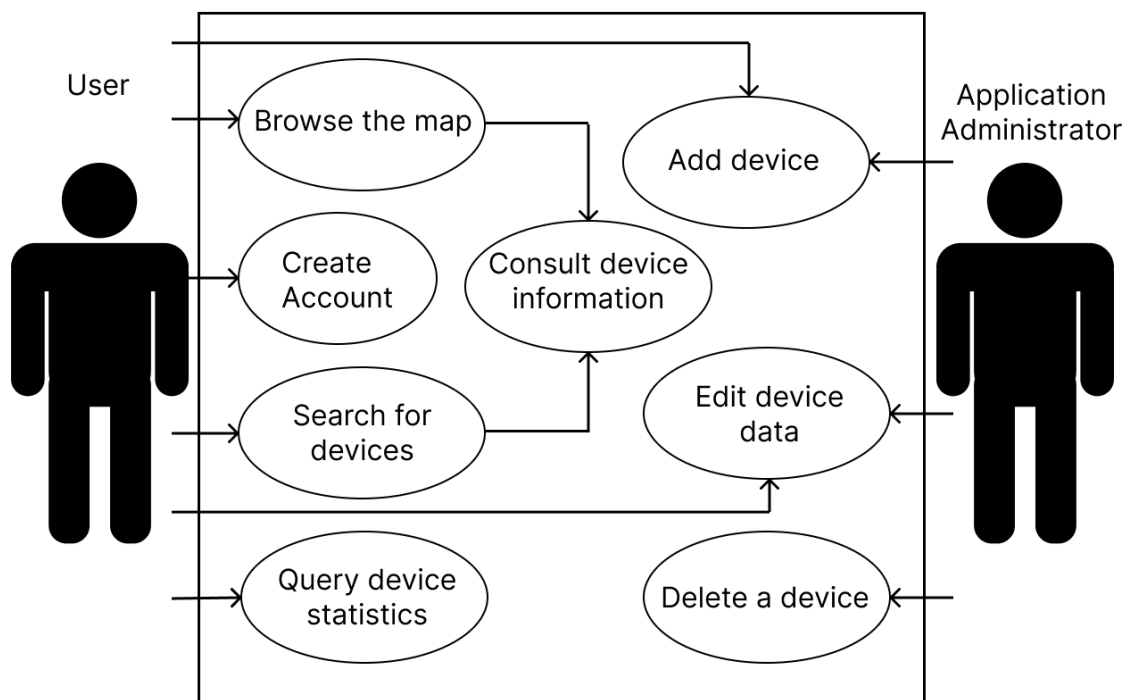 User
Browse the map
Application
Administrator
Add device
Create
Account
Consult device
information
Search for
devices
Edit device
data
Query device
statistics
Delete a device